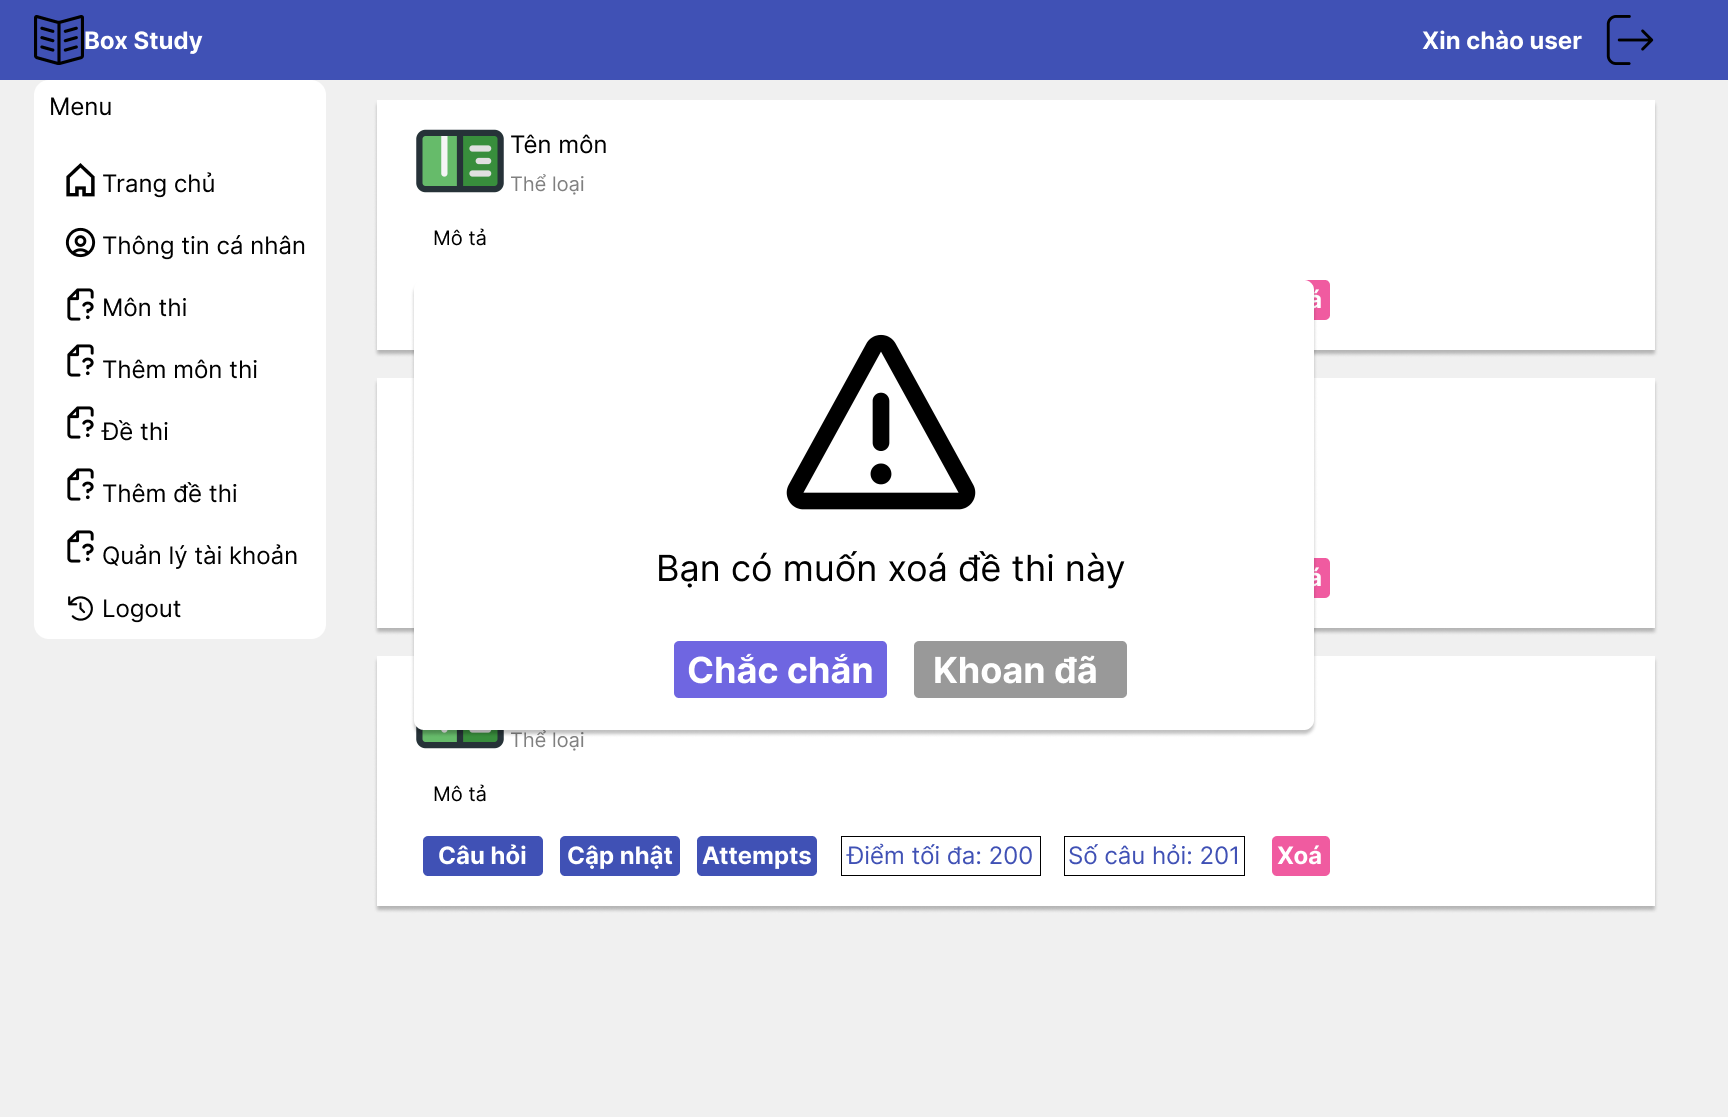 Box Study
Xin chào user
Menu
Trang chủ
Thông tin cá nhân
Môn thi
Thêm môn thi
Đề thi
Thêm đề thi
Quản lý tài khoản
Logout
Tên môn
Thể loại
Mô tả
á
Bạn có muốn xoá đề thi này
á
Chắc chắn
Khoan đã
Thể loại
Mô tả
Câu hỏi
Cập nhật
Attempts
Điểm tối đa: 200
Số câu hỏi: 201
Xoá